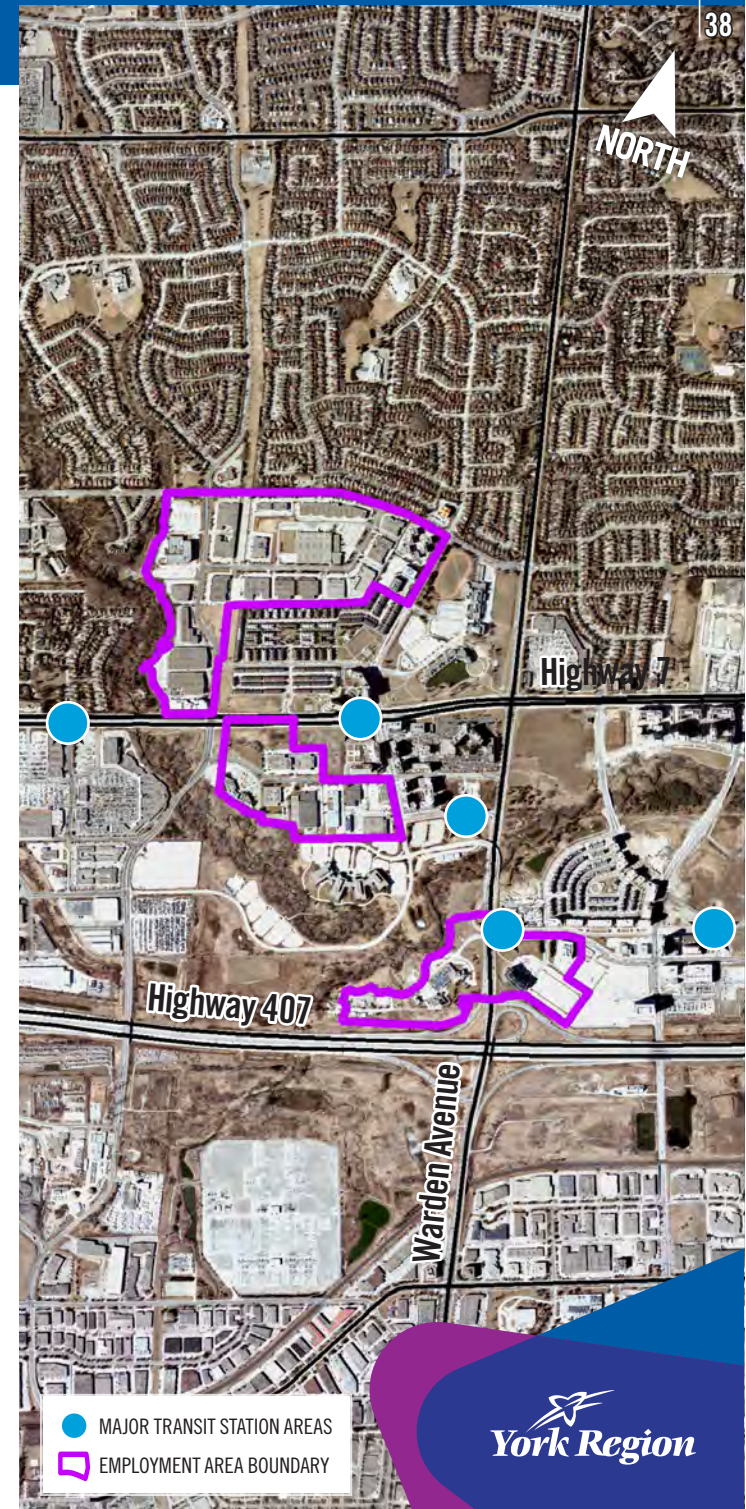 38
NORTH
Highway 7
Highway 407
Warden Avenue
MAJOR TRANSIT STATION AREAS
EMPLOYMENT AREA BOUNDARY
York Region